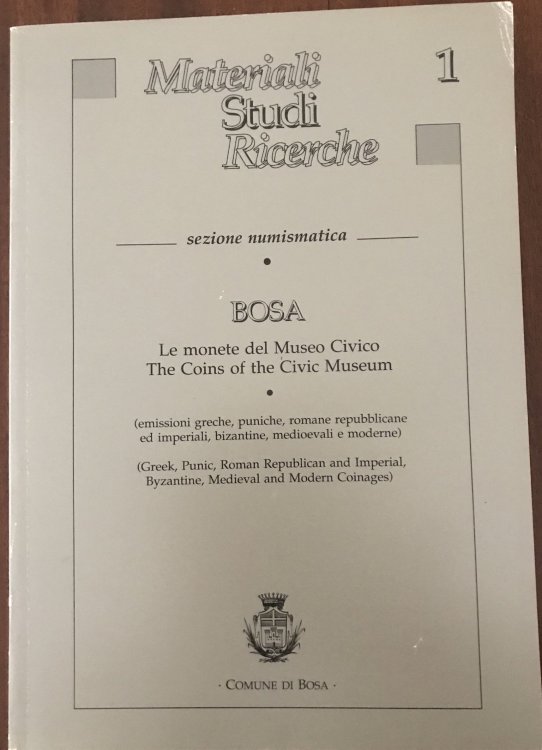 Materiali
Studi
Ricerche
1
sezione numismatica
•
BOSA
Le monete del Museo Civico
The Coins of the Civic Museum
•
(emissioni greche, puniche, romane repubblicane
ed imperiali, bizantine, medioevali e moderne)
(Greek, Punic, Roman Republican and Imperial,
Byzantine, Medieval and Modern Coinages)
· COMUNE DI BOSA ·